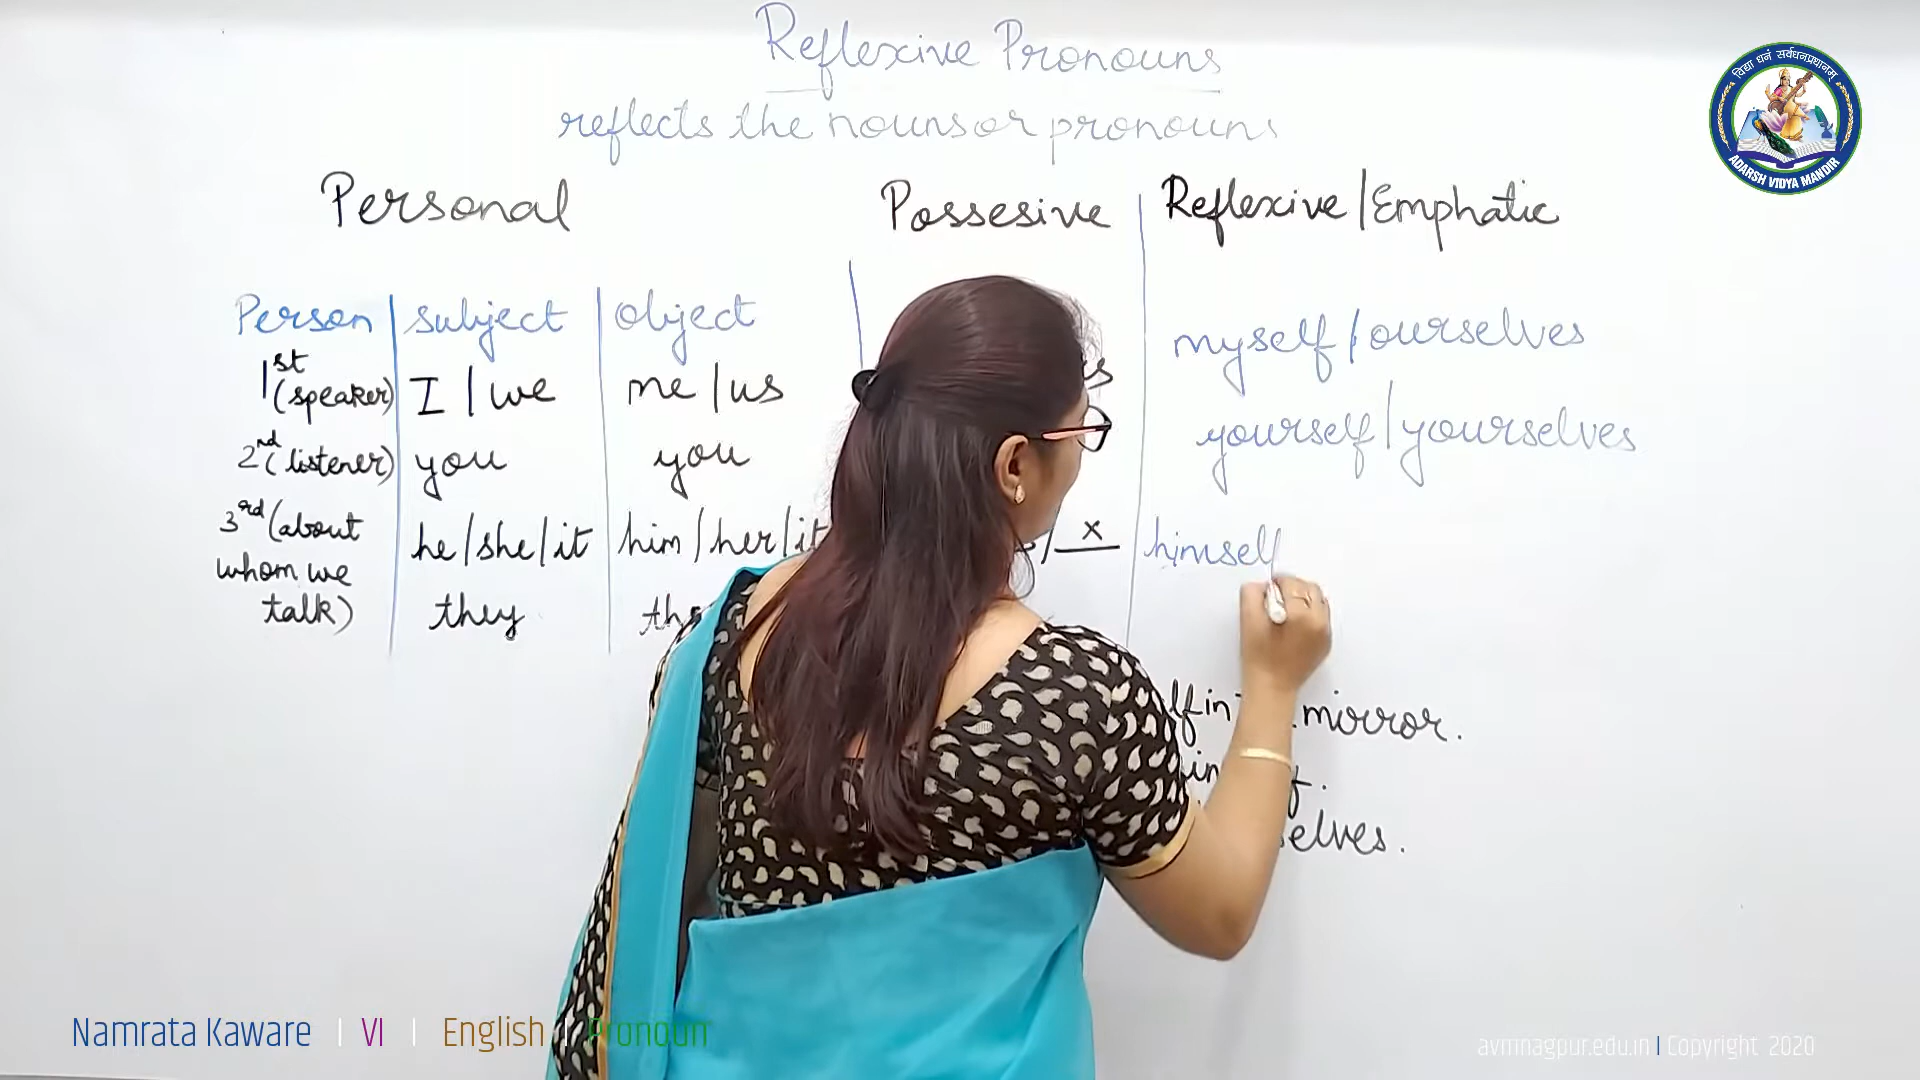 Reflexive Pronouns
reflects the nouns or pronouns
Personal Possesive Reflexive/Emphatic
Person subject object
myself/ourselves
1st (speaker) I/we me/us
2nd (listener) you you
yourself/yourselves
3rd (about whom we talk) he/she/it him/her/it x himself
they
mirror.
elves.
विद्या धनं सर्वधनप्रधानम्
ADARSH VIDYA MANDIR
Namrata Kaware | VI | English | Pronoun
avmnagpur.edu.in | Copyright 2020